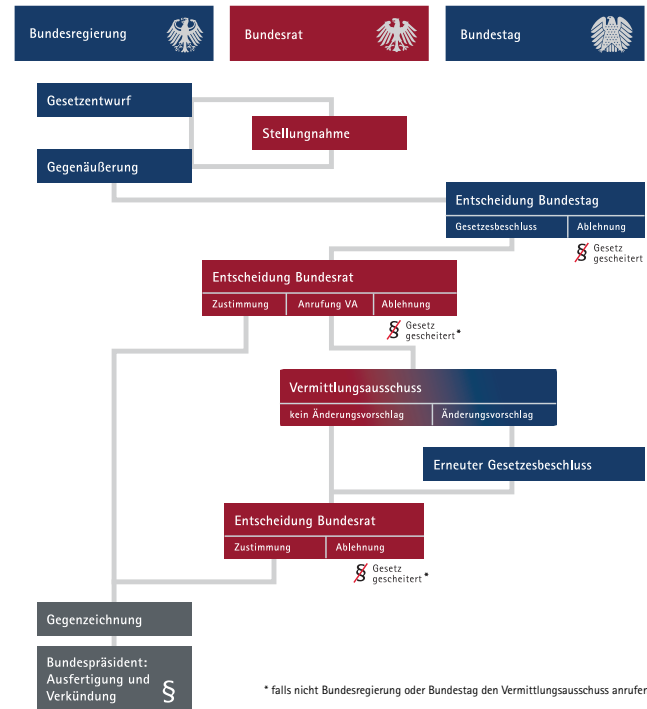 Bundesregierung
Bundesrat
Bundestag
Gesetzentwurf
Stellungnahme
Gegenäußerung
Entscheidung Bundestag
Gesetzesbeschluss
Ablehnung
§ Gesetz
gescheitert
Entscheidung Bundesrat
Zustimmung
Anrufung VA
Ablehnung
§ Gesetz
gescheitert *
Vermittlungsausschuss
kein Änderungsvorschlag
Änderungsvorschlag
Erneuter Gesetzesbeschluss
Entscheidung Bundesrat
Zustimmung
Ablehnung
§ Gesetz
gescheitert *
Gegenzeichnung
Bundespräsident:
Ausfertigung und
Verkündung §
* falls nicht Bundesregierung oder Bundestag den Vermittlungsausschuss anrufen